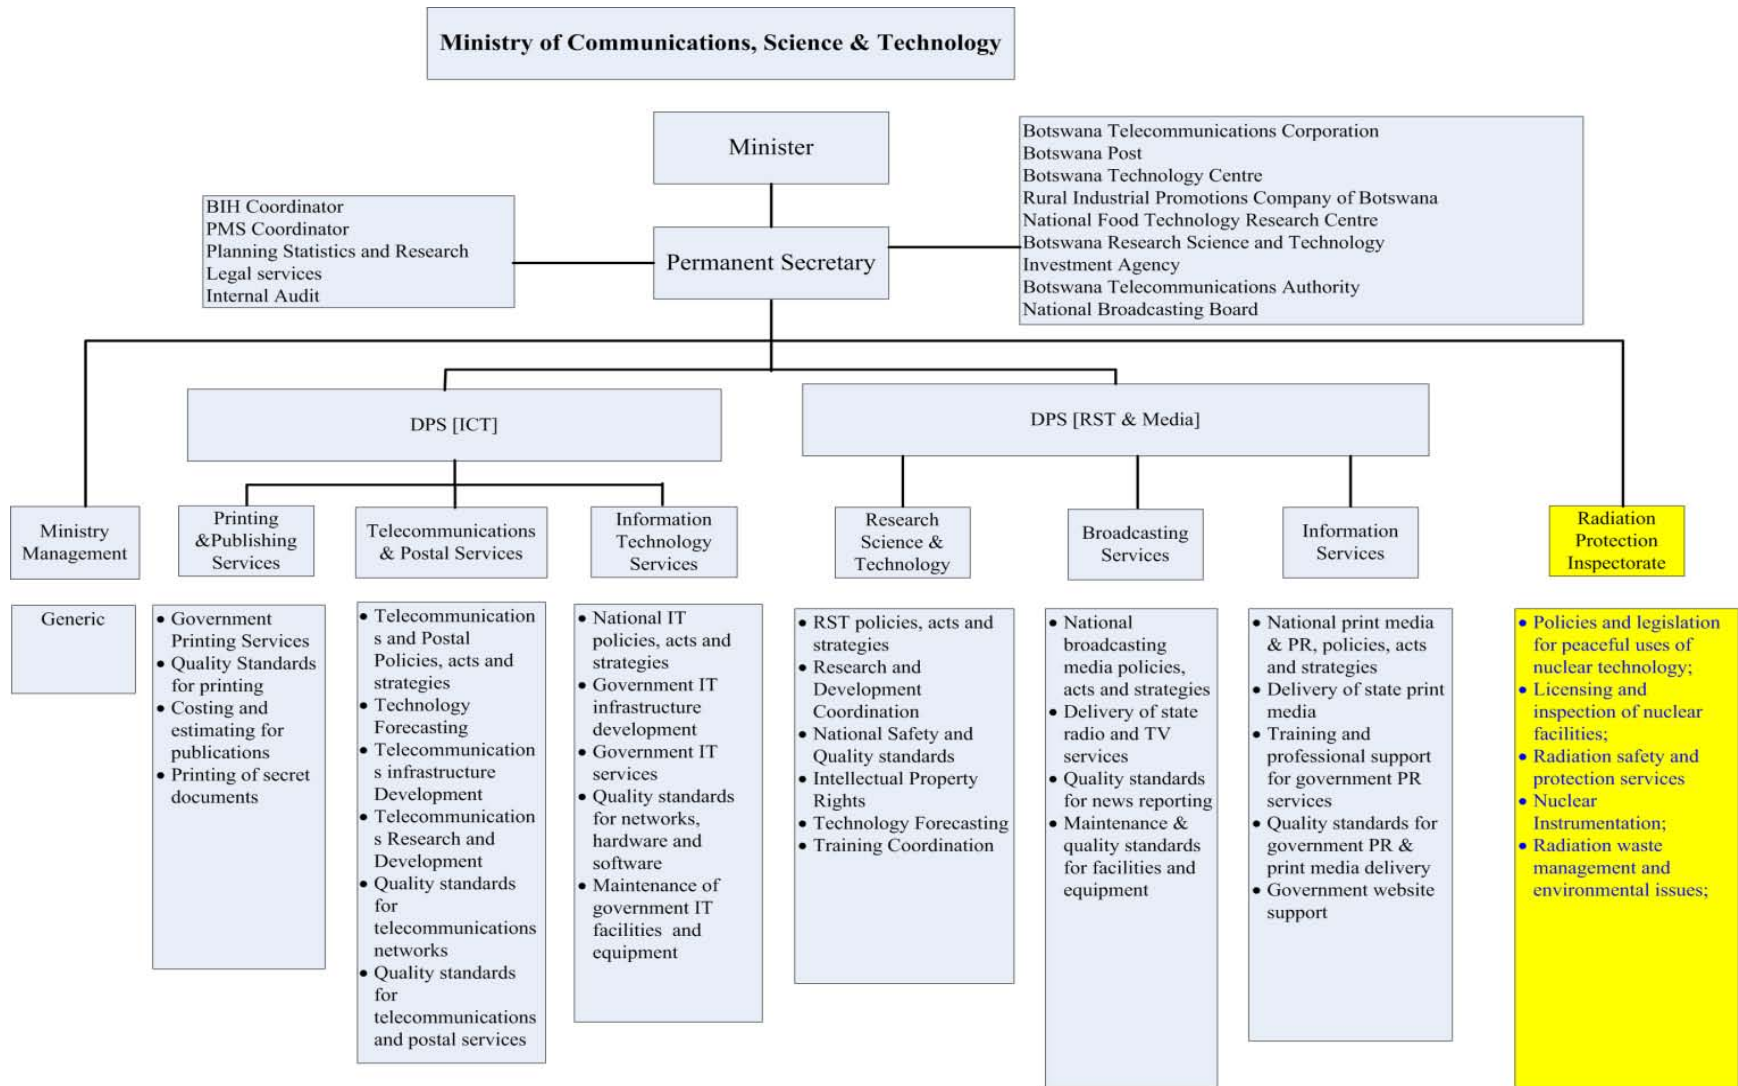 Ministry of Communications, Science & Technology
Minister
Botswana Telecommunications Corporation
Botswana Post
Botswana Technology Centre
Rural Industrial Promotions Company of Botswana
National Food Technology Research Centre
Botswana Research Science and Technology
Investment Agency
Botswana Telecommunications Authority
National Broadcasting Board
BIH Coordinator
PMS Coordinator
Planning Statistics and Research
Legal services
Internal Audit
Permanent Secretary
DPS [ICT]
DPS [RST & Media]
Ministry
Management
Printing
&Publishing
Services
Telecommunications
& Postal Services
Information
Technology
Services
Research
Science &
Technology
Broadcasting
Services
Information
Services
Radiation
Protection
Inspectorate
Generic
• Government
Printing Services
• Quality Standards
for printing
• Costing and
estimating for
publications
• Printing of secret
documents
• Telecommunication
s and Postal
Policies, acts and
strategies
• Technology
Forecasting
• Telecommunication
s infrastructure
Development
• Telecommunication
s Research and
Development
• Quality standards
for
telecommunications
networks
• Quality standards
for
telecommunications
and postal services
• National IT
policies, acts and
strategies
• Government IT
infrastructure
development
• Government IT
services
• Quality standards
for networks,
hardware and
software
• Maintenance of
government IT
facilities and
equipment
• RST policies, acts and
strategies
• Research and
Development
Coordination
• National Safety and
Quality standards
• Intellectual Property
Rights
• Technology Forecasting
• Training Coordination
• National
broadcasting
media policies,
acts and strategies
• Delivery of state
radio and TV
services
• Quality standards
for news reporting
• Maintenance &
quality standards
for facilities and
equipment
• National print media
& PR, policies, acts
and strategies
• Delivery of state print
media
• Training and
professional support
for government PR
services
• Quality standards for
government PR &
print media delivery
• Government website
support
• Policies and legislation
for peaceful uses of
nuclear technology;
• Licensing and
inspection of nuclear
facilities;
• Radiation safety and
protection services
• Nuclear
Instrumentation;
• Radiation waste
management and
environmental issues;